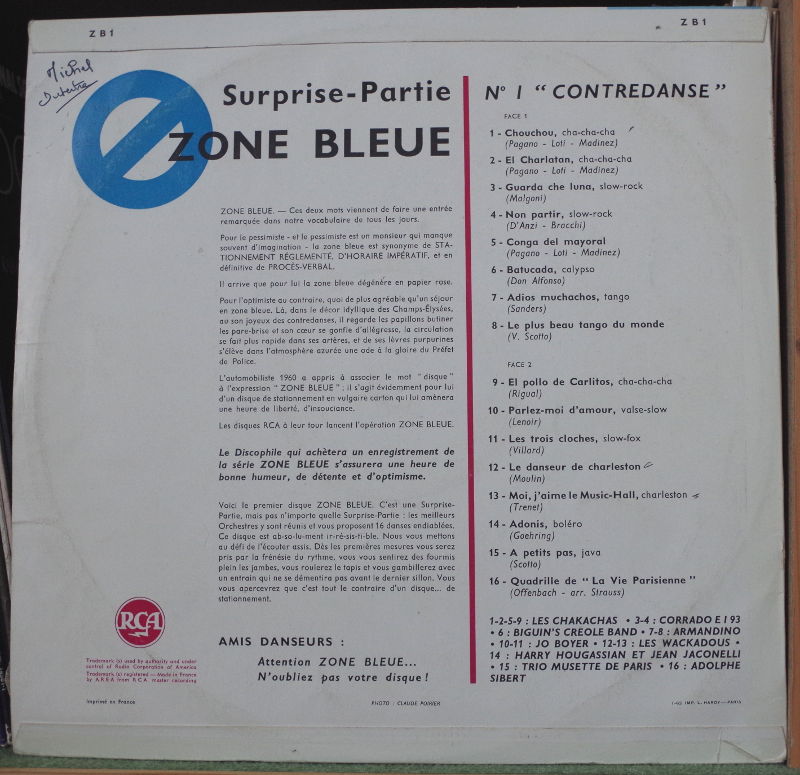 ZB1
ZB1
Michel
Dutertre
Surprise-Partie
ZONE BLEUE
ZONE BLEUE. — Ces deux mots viennent de faire une entrée
remarquée dans notre vocabulaire de tous les jours.
Pour le pessimiste - et le pessimiste est un monsieur qui manque
souvent d'imagination - la zone bleue est synonyme de STA-
TIONNEMENT RÉGLEMENTÉ, D'HORAIRE IMPÉRATIF, et en
définitive de PROCÈS-VERBAL.
Il arrive que pour lui la zone bleue dégénère en papier rose.
Pour l'optimiste au contraire, quoi de plus agréable qu'un séjour
en zone bleue. Là, dans le décor idyllique des Champs-Élysées,
au son joyeux des contredanses, il regarde les papillons butiner
les pare-brise et son cœur se gonfle d'allégresse, la circulation
se fait plus rapide dans ses artères, et de ses lèvres purpurines
s'élève dans l'atmosphère azurée une ode à la gloire du Préfet
de Police.
L'automobiliste 1960 a appris à associer le mot "disque"
à l'expression "ZONE BLEUE" : il s'agit évidemment pour lui
d'un disque de stationnement en vulgaire carton qui lui amènera
une heure de liberté, d'insouciance.
Les disques RCA à leur tour lancent l'opération ZONE BLEUE.
Le Discophile qui achètera un enregistrement de
la série ZONE BLEUE s'assurera une heure de
bonne humeur, de détente et d'optimisme.
Voici le premier disque ZONE BLEUE. C'est une Surprise-
Partie, mais pas n'importe quelle Surprise-Partie : les meilleurs
Orchestres y sont réunis et vous proposent 16 danses endiablées.
Ce disque est ab-so-lu-ment ir-ré-sis-ti-ble. Nous vous mettons
au défi de l'écouter assis. Dès les premières mesures vous serez
pris par la frénésie du rythme, vous vous sentirez des fourmis
plein les jambes, vous roulerez le tapis et vous gambillerez avec
un entrain qui ne se démentira pas avant le dernier sillon. Vous
vous apercevrez que c'est tout le contraire d'un disque... de
stationnement.
AMIS DANSEURS :
Attention ZONE BLEUE...
N'oubliez pas votre disque !
RCA
Trademark (s) used by authority and under
control of Radio Corporation of America
Trademark (s) registered — Made in France
by A.R.E.A from R.C.A. master recording
Imprimé en France
PHOTO : CLAUDE POIRIER
N° 1 "CONTREDANSE"
FACE 1
1 - Chouchou, cha-cha-cha
(Pagano - Loti - Madinez)
2 - El Charlatan, cha-cha-cha
(Pagano - Loti - Madinez)
3 - Guarda che luna, slow-rock
(Malgoni)
4 - Non partir, slow-rock
(D'Anzi - Bracchi)
5 - Conga del mayoral
(Pagano - Loti - Madinez)
6 - Batucada, calypso
(Don Alfonso)
7 - Adios muchachos, tango
(Sanders)
8 - Le plus beau tango du monde
(V. Scotto)
FACE 2
9 - El pollo de Carlitos, cha-cha-cha
(Rigual)
10 - Parlez-moi d'amour, valse-slow
(Lenoir)
11 - Les trois cloches, slow-fox
(Villard)
12 - Le danseur de charleston
(Moulin)
13 - Moi, j'aime le Music-Hall, charleston
(Trenet)
14 - Adonis, boléro
(Goehring)
15 - A petits pas, java
(Scotto)
16 - Quadrille de "La Vie Parisienne"
(Offenbach - arr. Strauss)
1-2-5-9 : LES CHAKACHAS • 3-4 : CORRADO E I 93
• 6 : BIGUIN'S CREOLE BAND • 7-8 : ARMANDINO
• 10-11 : JO BOYER • 12-13 : LES WACKADOUS •
14 : HARRY HOUGASSIAN ET JEAN JACONELLI
• 15 : TRIO MUSETTE DE PARIS • 16 : ADOLPHE
SIBERT
IMP. L. HARDY — PARIS